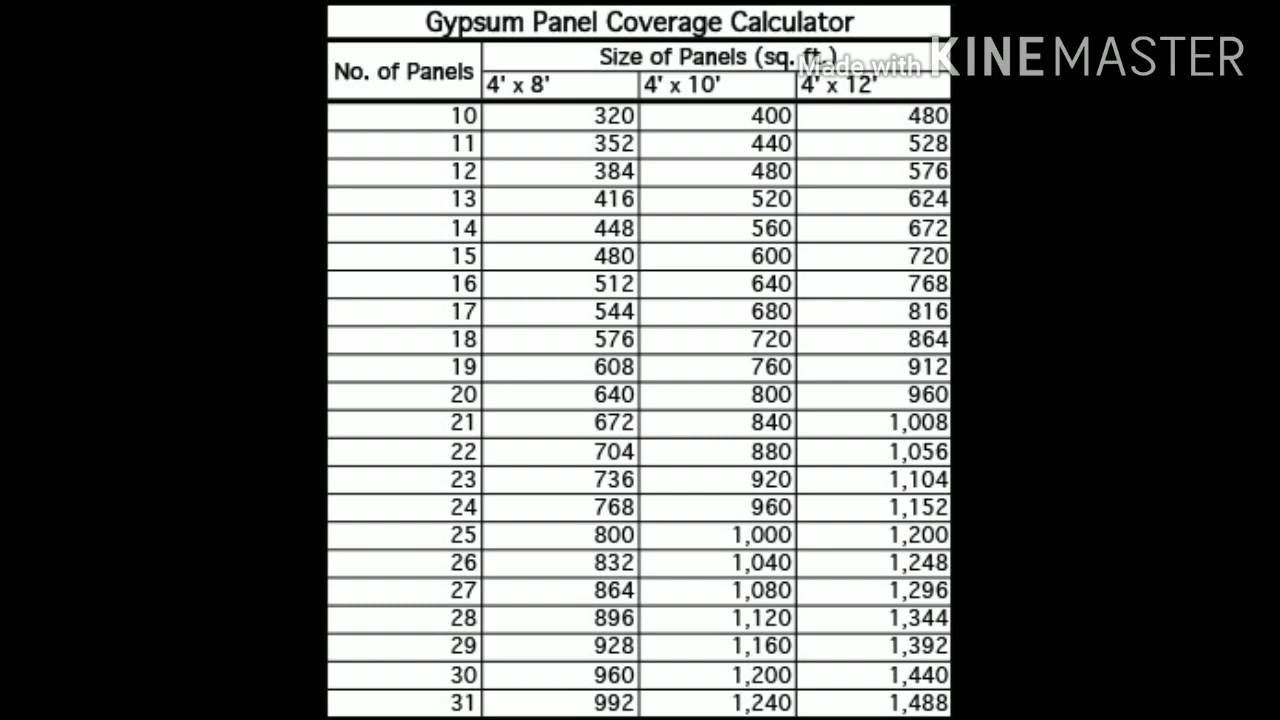 Gypsum Panel Coverage Calculator
No. of Panels Size of Panels (sq. ft.)
4' x 8' 4' x 10' 4' x 12'
Made with KINEMASTER
10 320 400 480
11 352 440 528
12 384 480 576
13 416 520 624
14 448 560 672
15 480 600 720
16 512 640 768
17 544 680 816
18 576 720 864
19 608 760 912
20 640 800 960
21 672 840 1,008
22 704 880 1,056
23 736 920 1,104
24 768 960 1,152
25 800 1,000 1,200
26 832 1,040 1,248
27 864 1,080 1,296
28 896 1,120 1,344
29 928 1,160 1,392
30 960 1,200 1,440
31 992 1,240 1,488